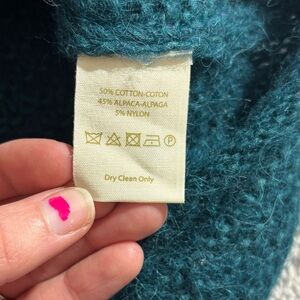 50% COTTON-COTON
45% ALPACA-ALPAGA
5% NYLON
P
Dry Clean Only